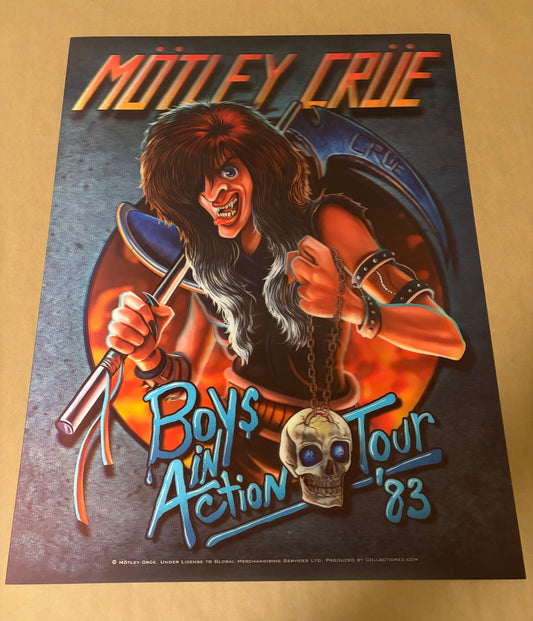 MÖTLEY CRÜE
CRÜE
BOY$
IN
ACTION
TOUR
'83
© MÖTLEY CRÜE. UNDER LICENSE TO GLOBAL MERCHANDISING SERVICES LTD. PRODUCED BY COLLECTIONZZ.COM